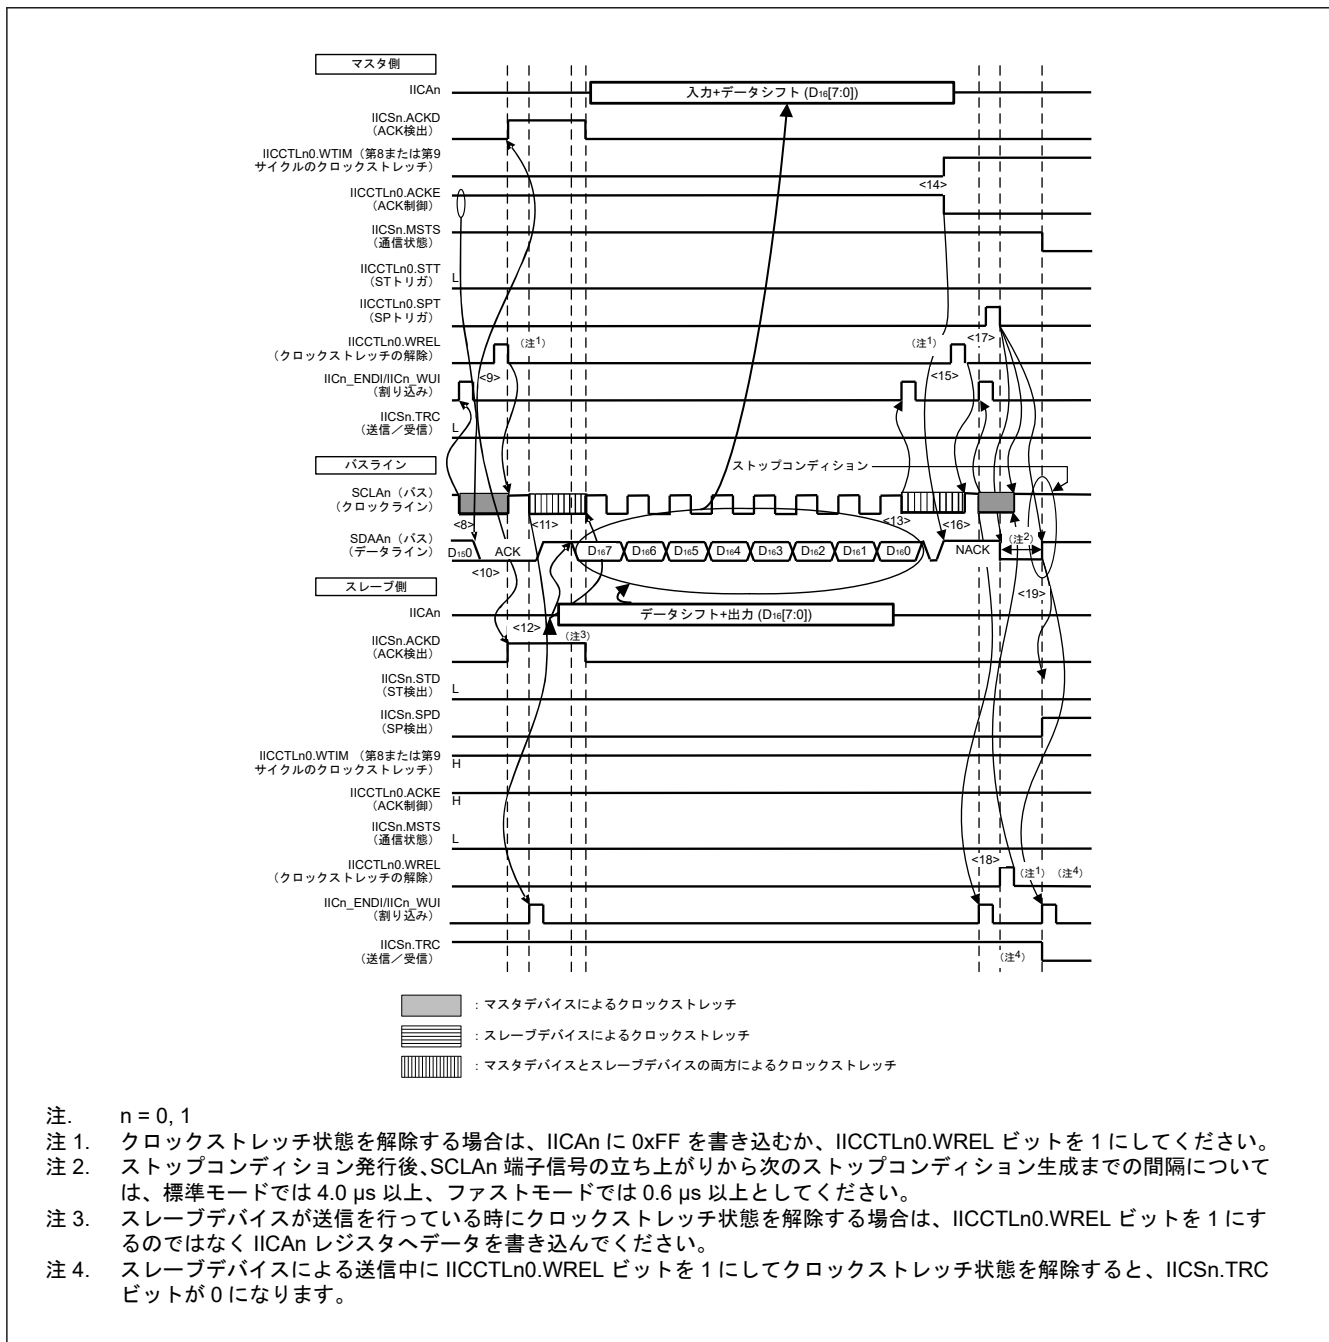 マスタ側
IICAn
入力+データシフト (D16[7:0])
IICSn.ACKD
（ACK検出）
IICCTLn0.WTIM（第8または第9
サイクルのクロックストレッチ）
<14>
IICCTLn0.ACKE
（ACK制御）
IICSn.MSTS
（通信状態）
IICCTLn0.STT
（STトリガ）
L
IICCTLn0.SPT
（SPトリガ）
IICCTLn0.WREL
（クロックストレッチの解除）
<9>
（注1）
（注1）
<15>
<17>
IICn_ENDI/IICn_WUI
（割り込み）
IICSn.TRC
（送信／受信）
L
バスライン
ストップコンディション
SCLAn（バス）
（クロックライン）
<8>
<11>
<13>
<16>
SDAAn（バス）
（データライン）
D150
ACK
D167
D166
D165
D164
D163
D162
D161
D160
NACK
（注2）
<10>
<19>
スレーブ側
IICAn
<12>
データシフト+出力 (D16[7:0])
（注3）
IICSn.ACKD
（ACK検出）
IICSn.STD
（ST検出）
L
IICSn.SPD
（SP検出）
IICCTLn0.WTIM （第8または第9
サイクルのクロックストレッチ）
H
IICCTLn0.ACKE
（ACK制御）
H
IICSn.MSTS
（通信状態）
L
IICCTLn0.WREL
（クロックストレッチの解除）
<18>
（注1）
（注4）
IICn_ENDI/IICn_WUI
（割り込み）
IICSn.TRC
（送信／受信）
（注4）
：マスタデバイスによるクロックストレッチ
：スレーブデバイスによるクロックストレッチ
：マスタデバイスとスレーブデバイスの両方によるクロックストレッチ
注. n = 0, 1
注 1. クロックストレッチ状態を解除する場合は、IICAn に 0xFF を書き込むか、IICCTLn0.WREL ビットを 1 にしてください。
注 2. ストップコンディション発行後、SCLAn 端子信号の立ち上がりから次のストップコンディション生成までの間隔について
は、標準モードでは 4.0 µs 以上、ファストモードでは 0.6 µs 以上としてください。
注 3. スレーブデバイスが送信を行っている時にクロックストレッチ状態を解除する場合は、IICCTLn0.WREL ビットを 1 にす
るのではなく IICAn レジスタへデータを書き込んでください。
注 4. スレーブデバイスによる送信中に IICCTLn0.WREL ビットを 1 にしてクロックストレッチ状態を解除すると、IICSn.TRC
ビットが 0 になります。